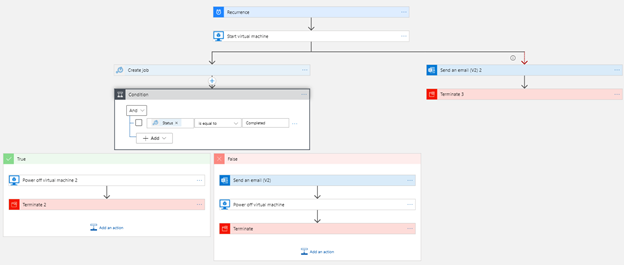 Recurrence
Start virtual machine
Create job
Send an email (V2) 2
Condition
Terminate 3
And
Status
is equal to
Completed
Add
True
False
Power off virtual machine 2
Send an email (V2)
Terminate 2
Power off virtual machine
Add an action
Terminate
Add an action